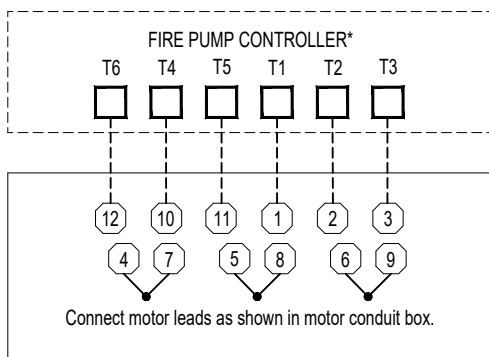 FIRE PUMP CONTROLLER*
T6 T4 T5 T1 T2 T3
12 10 11 1 2 3
4 7 5 8 6 9
Connect motor leads as shown in motor conduit box.